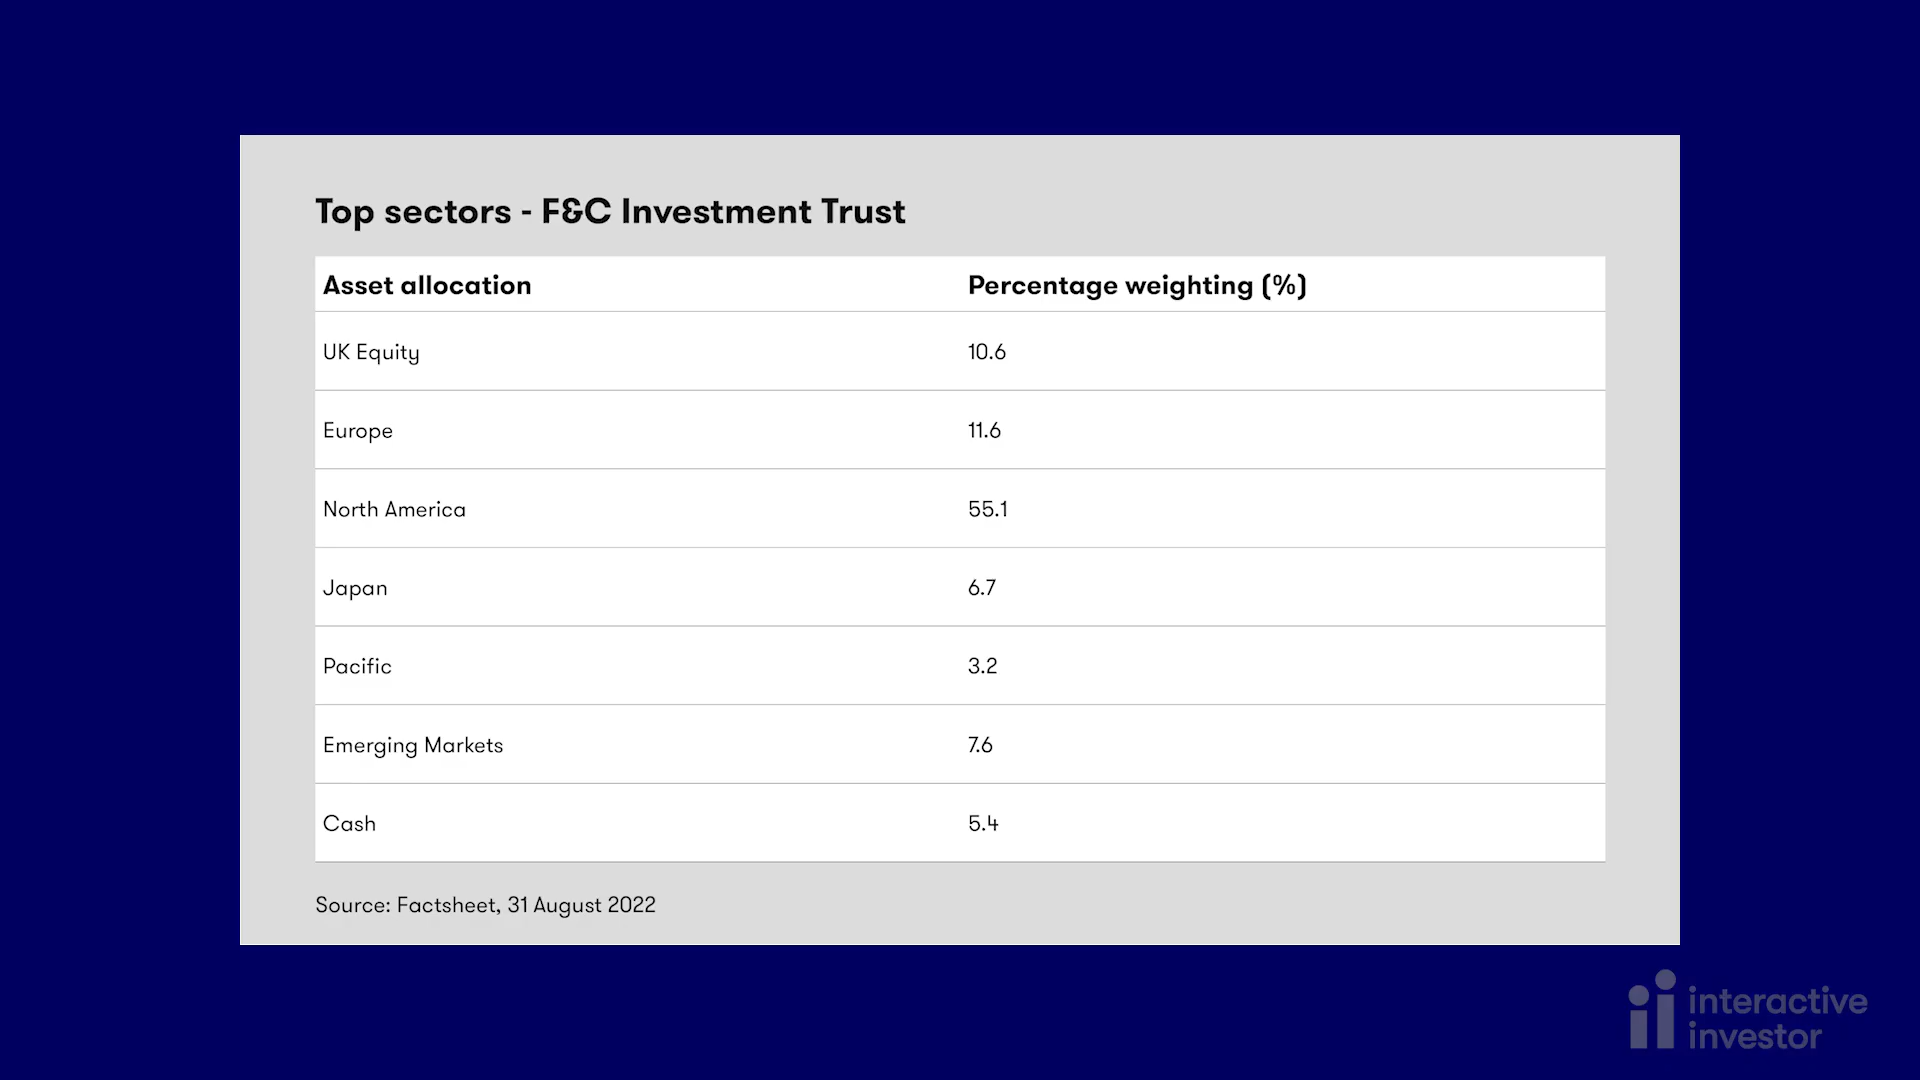 Top sectors - F&C Investment Trust
Asset allocation Percentage weighting (%)
UK Equity 10.6
Europe 11.6
North America 55.1
Japan 6.7
Pacific 3.2
Emerging Markets 7.6
Cash 5.4
Source: Factsheet, 31 August 2022
interactive
investor